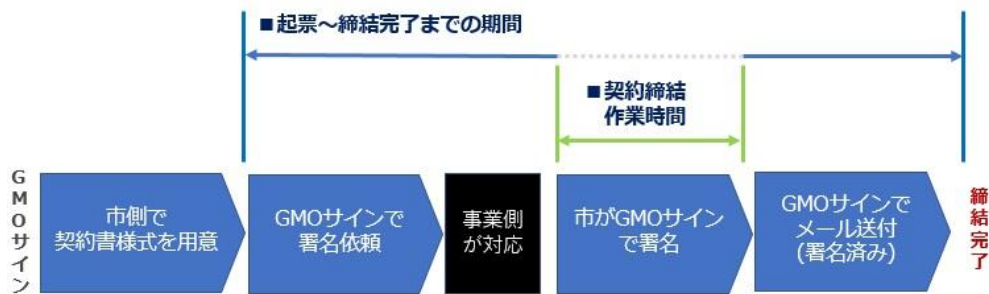 ■起票～締結完了までの期間
■契約締結
作業時間
GMOサイン
市側で
契約書様式を用意
GMOサインで
署名依頼
事業側
が対応
市がGMOサイン
で署名
GMOサインで
メール送付
(署名済み)
締結完了